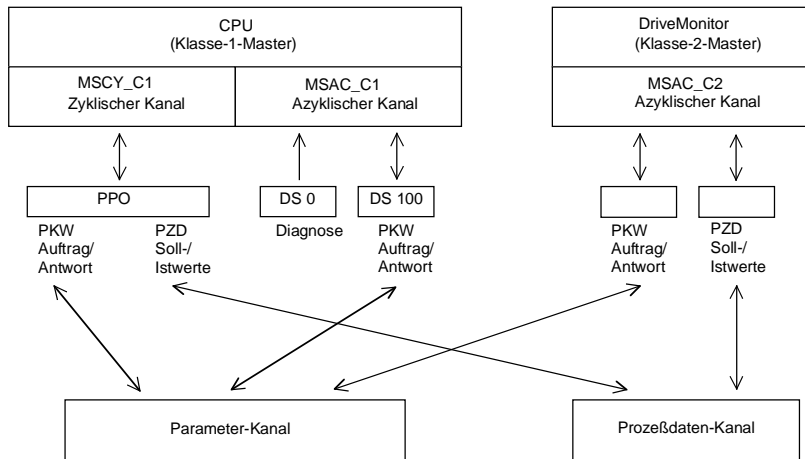 CPU
(Klasse-1-Master)
DriveMonitor
(Klasse-2-Master)
MSCY_C1
Zyklischer Kanal
MSAC_C1
Azyklischer Kanal
MSAC_C2
Azyklischer Kanal
PPO
DS 0
DS 100
PKW
Auftrag/
Antwort
PZD
Soll-/
Istwerte
Diagnose
PKW
Auftrag/
Antwort
PKW
Auftrag/
Antwort
PZD
Soll-/
Istwerte
Parameter-Kanal
Prozeßdaten-Kanal